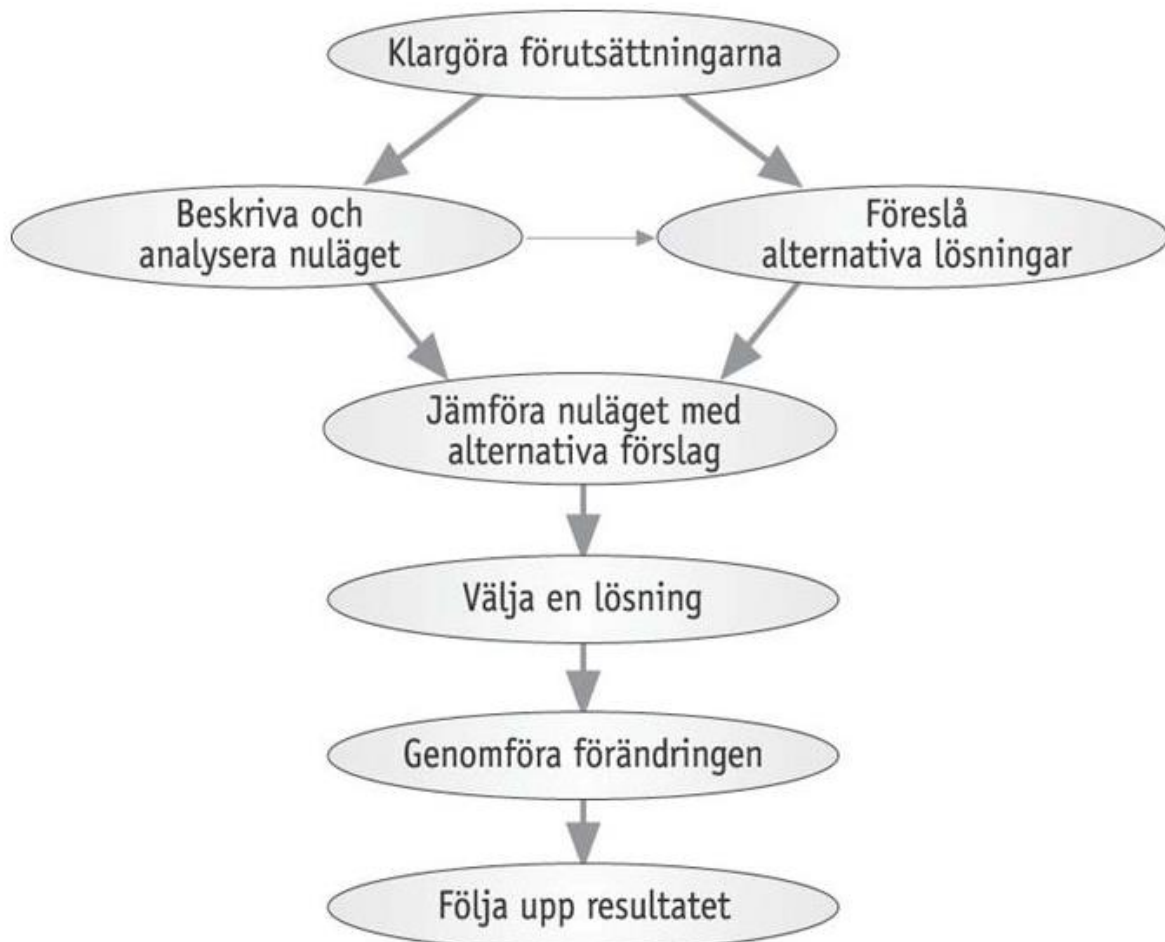 Klargöra förutsättningarna
Beskriva och
analysera nuläget
Föreslå
alternativa lösningar
Jämföra nuläget med
alternativa förslag
Välja en lösning
Genomföra förändringen
Följa upp resultatet